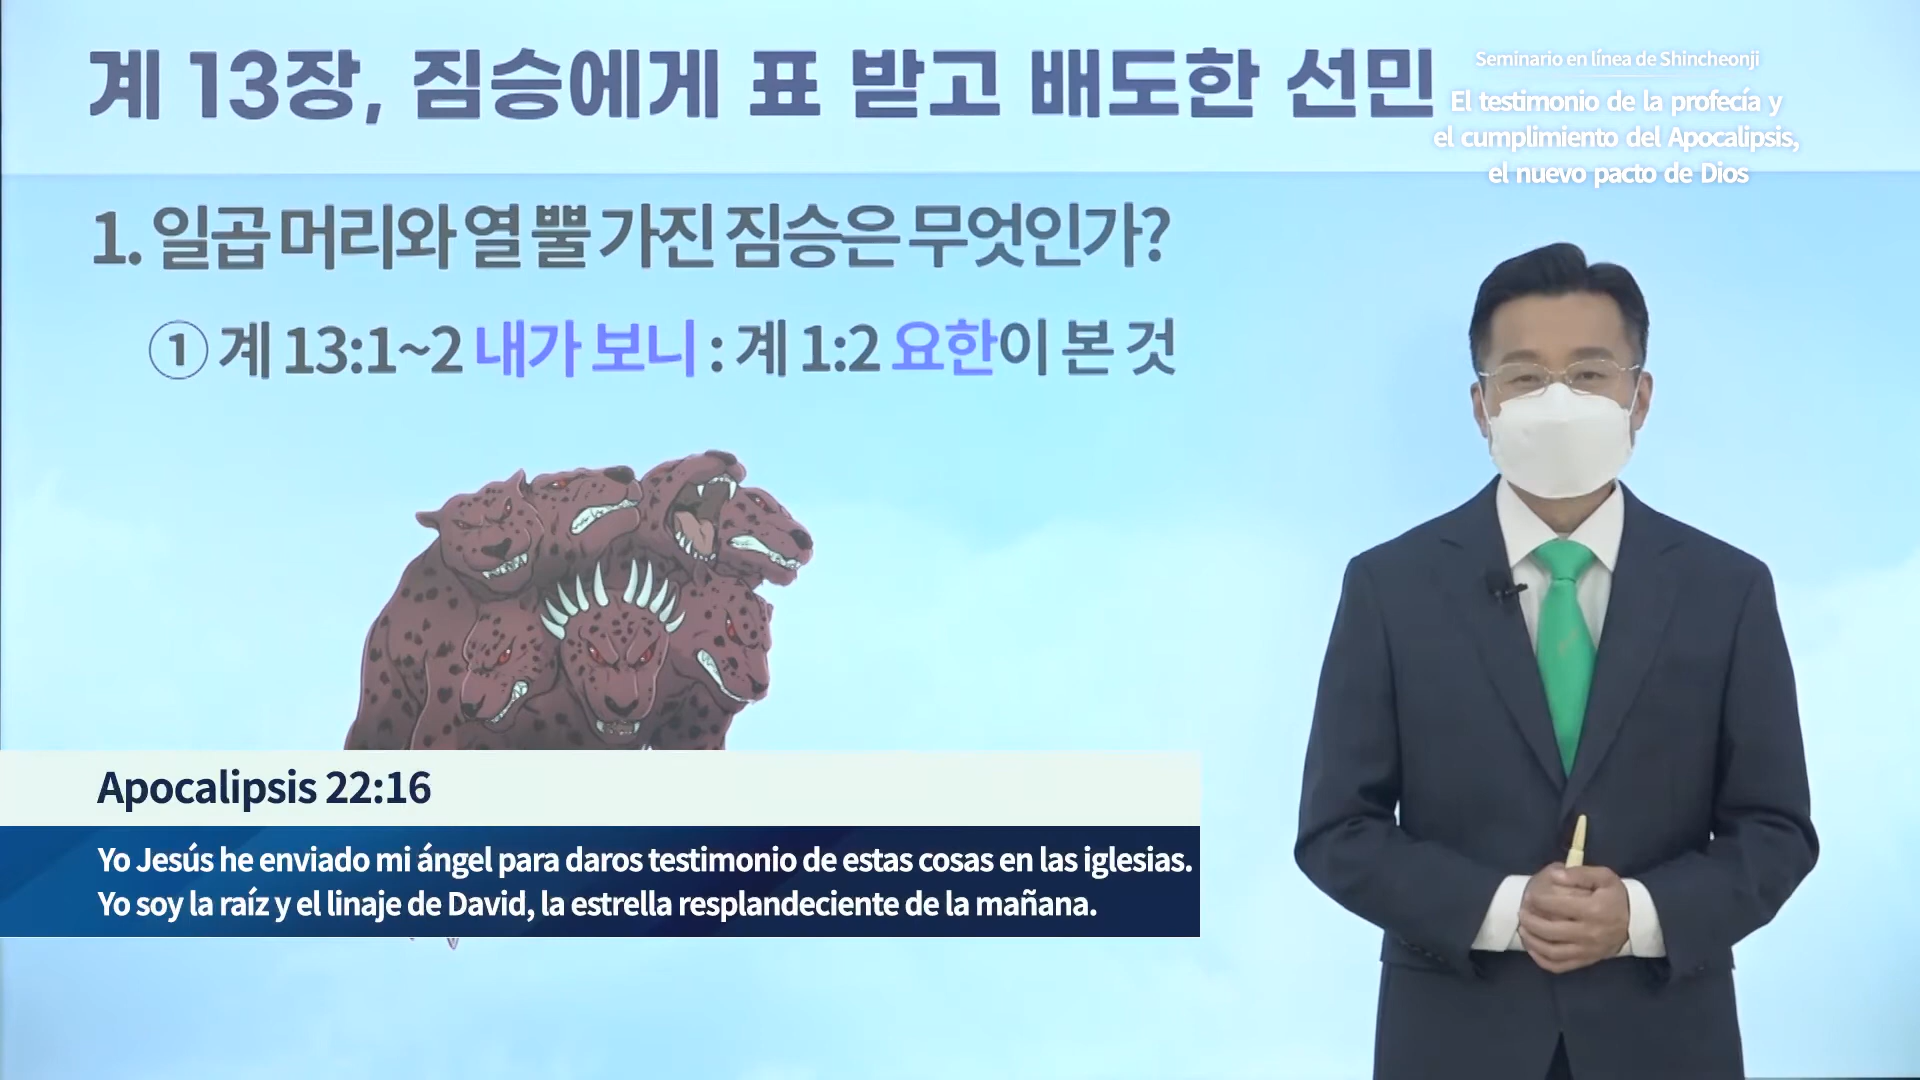 계 13장, 짐승에게 표 받고 배도한 선민
Seminario en línea de Shincheonji
El testimonio de la profecía y
el cumplimiento del Apocalipsis,
el nuevo pacto de Dios
1. 일곱 머리와 열 뿔 가진 짐승은 무엇인가?
① 계 13:1~2 내가 보니 : 계 1:2 요한이 본 것
Apocalipsis 22:16
Yo Jesús he enviado mi ángel para daros testimonio de estas cosas en las iglesias.
Yo soy la raíz y el linaje de David, la estrella resplandeciente de la mañana.